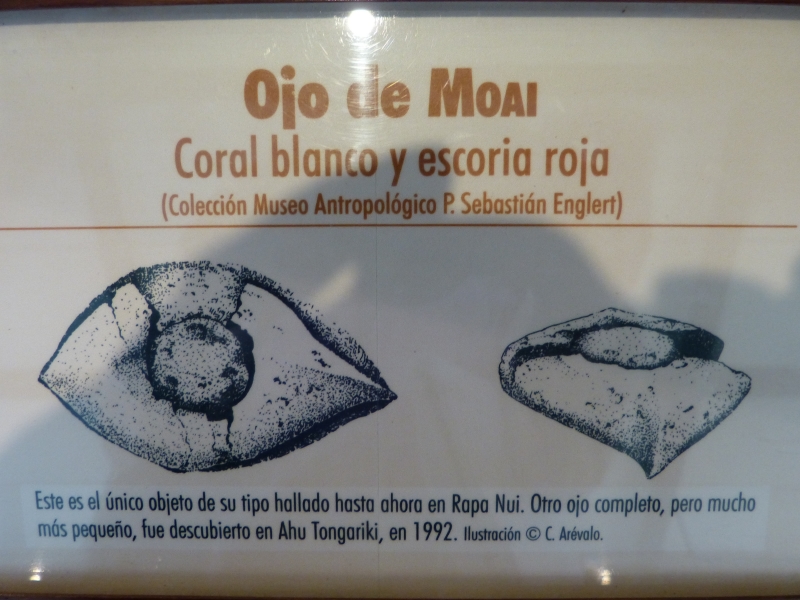 Ojo de Moai
Coral blanco y escoria roja
(Colección Museo Antropológico P. Sebastián Englert)
Este es el único objeto de su tipo hallado hasta ahora en Rapa Nui. Otro ojo completo, pero mucho
más pequeño, fue descubierto en Ahu Tongariki, en 1992. Ilustración © C. Arévalo.